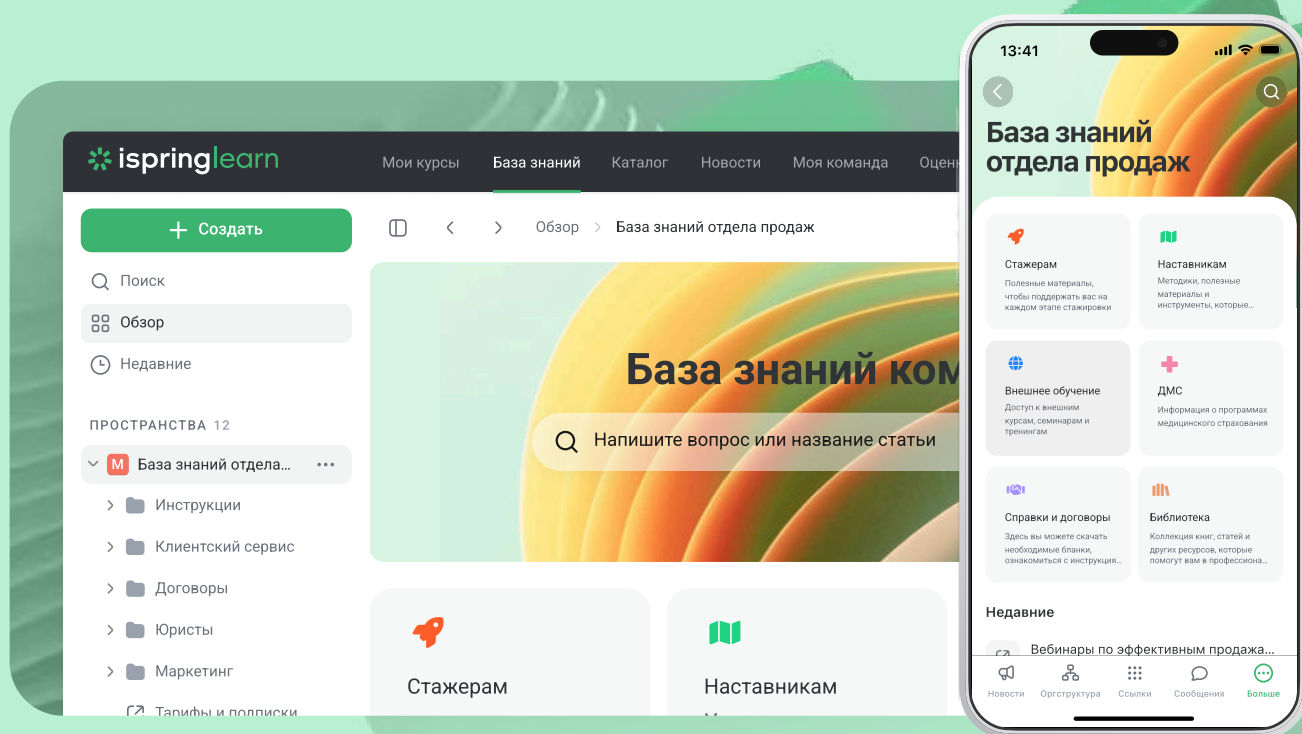 ispringlearn
Мои курсы
База знаний
Каталог
Новости
Моя команда
Создать
Поиск
Обзор
Недавние
ПРОСТРАНСТВА 12
М База знаний отдела...
Инструкции
Клиентский сервис
Договоры
Юристы
Маркетинг
Тарифы и подписки
Обзор
База знаний отдела продаж
База знаний
Напишите вопрос или название статьи
Стажерам
Наставникам
13:41
База знаний
отдела продаж
Стажерам
Полезные материалы,
чтобы поддержать вас на
каждом этапе стажировки
Наставникам
Методики, полезные
материалы и
инструменты, которые...
Внешнее обучение
Доступ к внешним
курсам, семинарам и
тренингам
ДМС
Информация о программах
медицинского страхования
Справки и договоры
Здесь вы можете скачать
необходимые бланки,
ознакомиться с инструкция...
Библиотека
Коллекция книг, статей и
других ресурсов, которые
помогут вам в профессиона...
Недавние
Вебинары по эффективным продажа...
Новости
Оргструктура
Ссылки
Сообщения
Больше